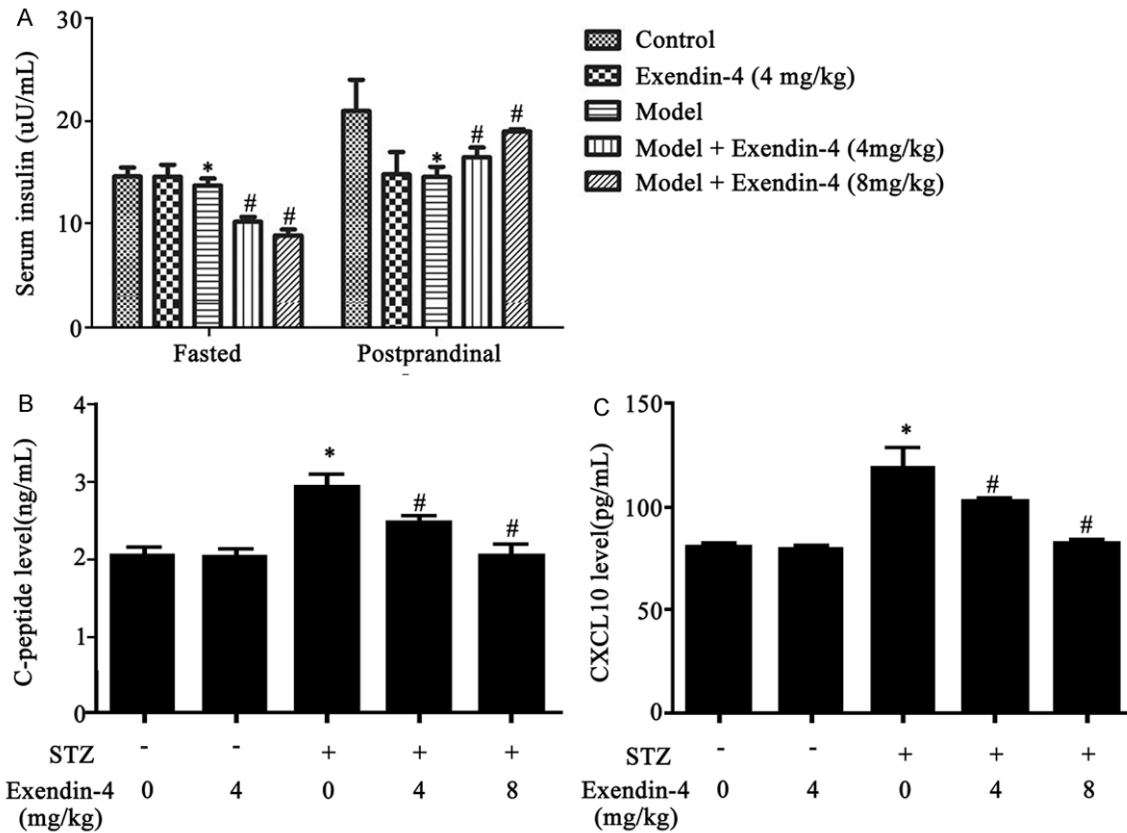 A
30
20
10
0
Serum insulin (uU/mL)
*
#
#
*
#
#
Fasted
Postprandinal
Control
Exendin-4 (4 mg/kg)
Model
Model + Exendin-4 (4mg/kg)
Model + Exendin-4 (8mg/kg)
B
4
3
2
1
0
C-peptide level(ng/mL)
*
#
#
STZ - - + + +
Exendin-4 0 4 0 4 8
(mg/kg)
C
150
100
50
0
CXCL10 level(pg/mL)
*
#
#
STZ - - + + +
Exendin-4 0 4 0 4 8
(mg/kg)